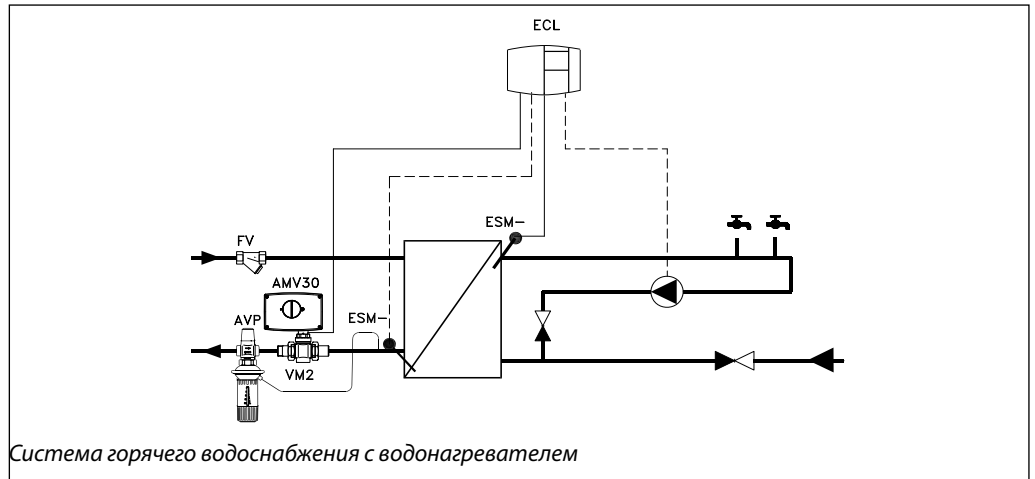 ECL
ESM-
FV
AMV30
AVP
ESM-
VM2
Система горячего водоснабжения с водонагревателем